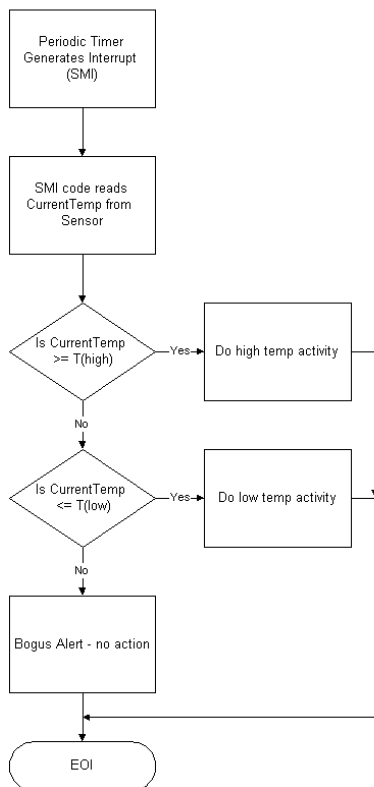 Periodic Timer
Generates Interrupt
(SMI)
SMI code reads
CurrentTemp from
Sensor
Is CurrentTemp
>= T(high)
Yes
Do high temp activity
No
Is CurrentTemp
<= T(low)
Yes
Do low temp activity
No
Bogus Alert - no action
EOI